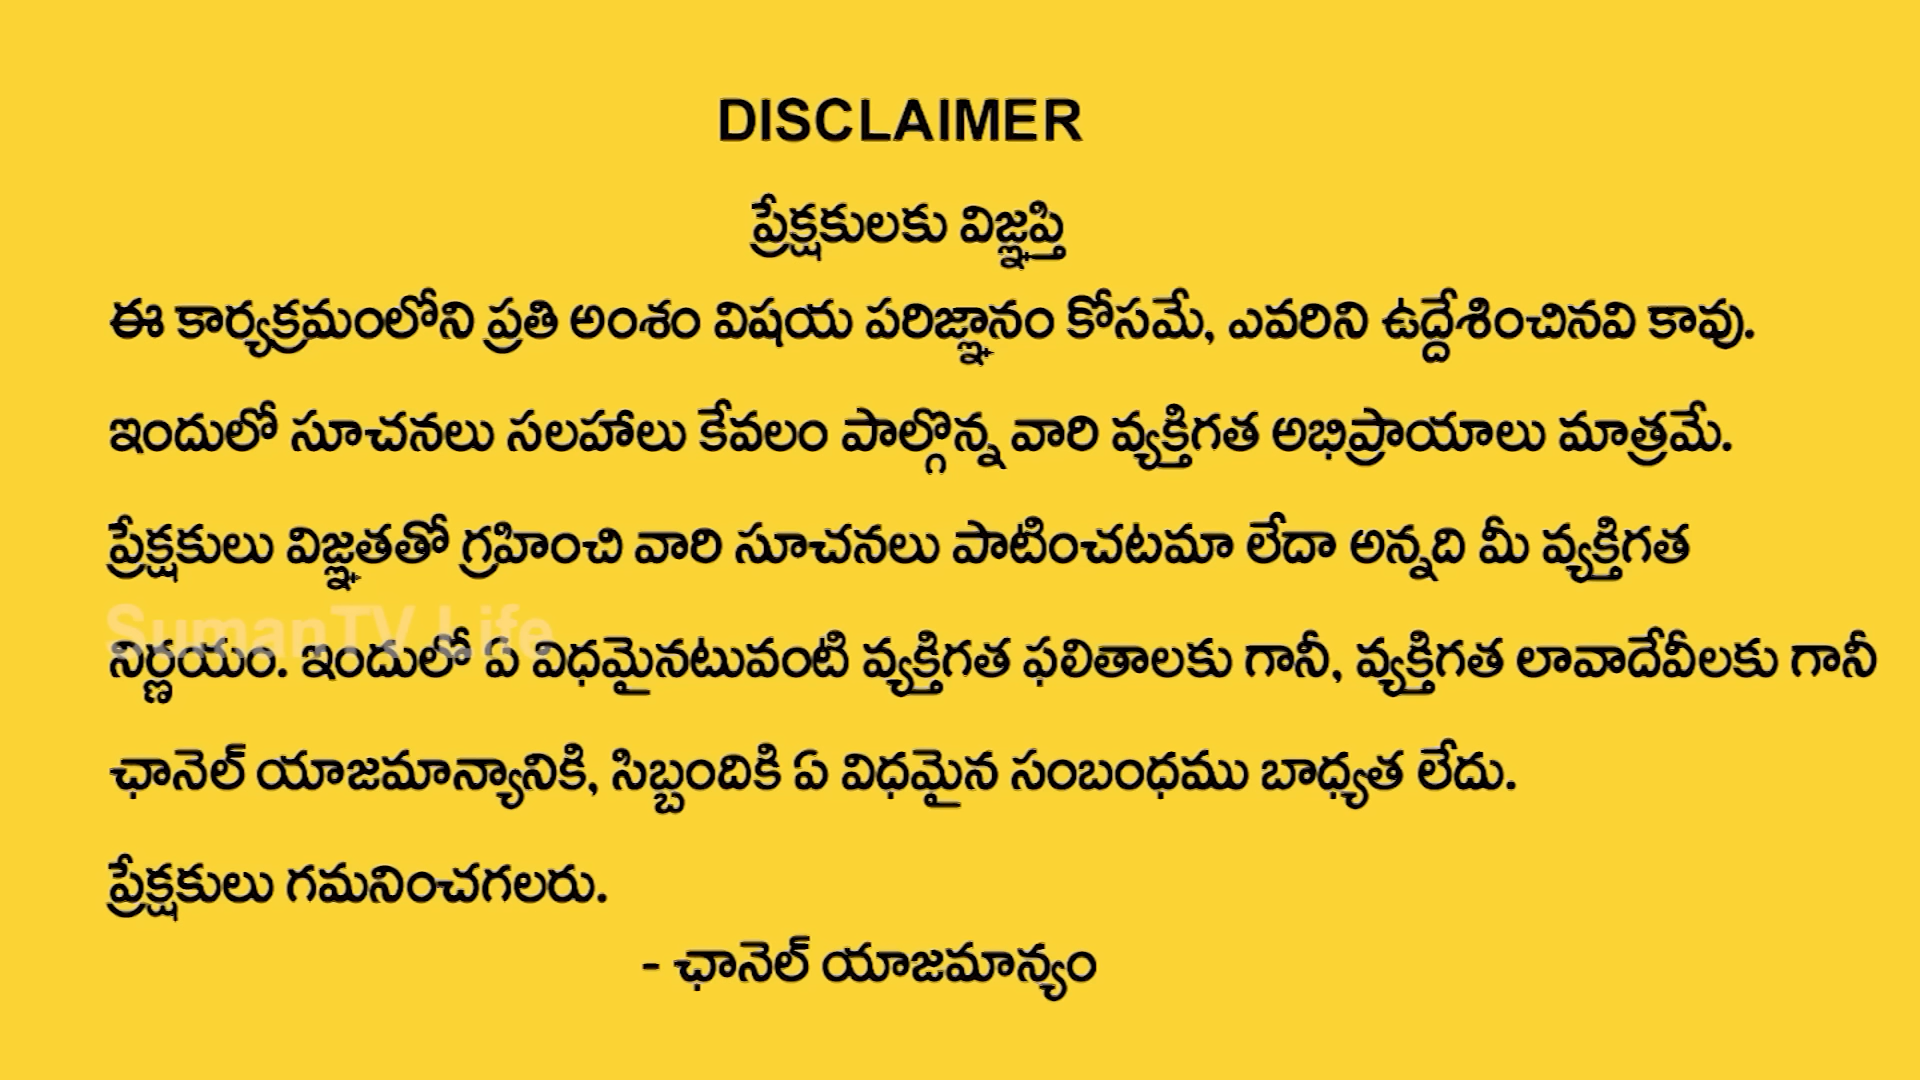 DISCLAIMER
ప్రేక్షకులకు విజ్ఞప్తి
ఈ కార్యక్రమంలోని ప్రతి అంశం విషయ పరిజ్ఞానం కోసమే, ఎవరిని ఉద్దేశించినవి కావు.
ఇందులో సూచనలు సలహాలు కేవలం పాల్గొన్న వారి వ్యక్తిగత అభిప్రాయాలు మాత్రమే.
ప్రేక్షకులు విజ్ఞతతో గ్రహించి వారి సూచనలు పాటించటమా లేదా అన్నది మీ వ్యక్తిగత
SumanTV Life
నిర్ణయం. ఇందులో ఏ విధమైనటువంటి వ్యక్తిగత ఫలితాలకు గానీ, వ్యక్తిగత లావాదేవీలకు గానీ
ఛానెల్ యాజమాన్యానికి, సిబ్బందికి ఏ విధమైన సంబంధము బాధ్యత లేదు.
ప్రేక్షకులు గమనించగలరు.
- ఛానెల్ యాజమాన్యం